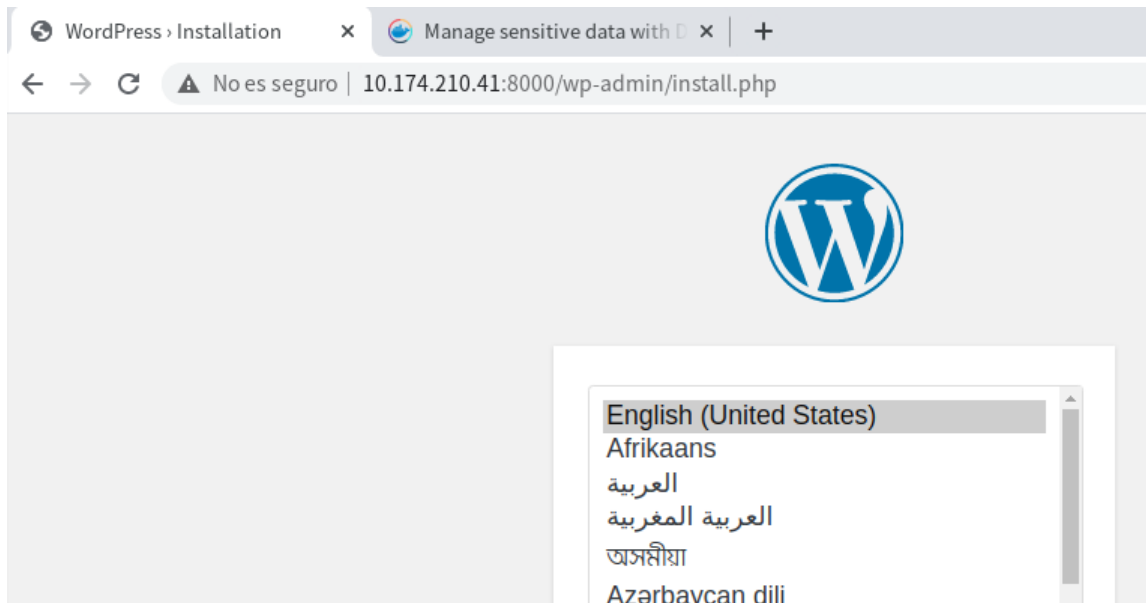 WordPress › Installation
Manage sensitive data with D
No es seguro | 10.174.210.41:8000/wp-admin/install.php
English (United States)
Afrikaans
العربية
العربية المغربية
অসমীয়া
Azərbaycan dili